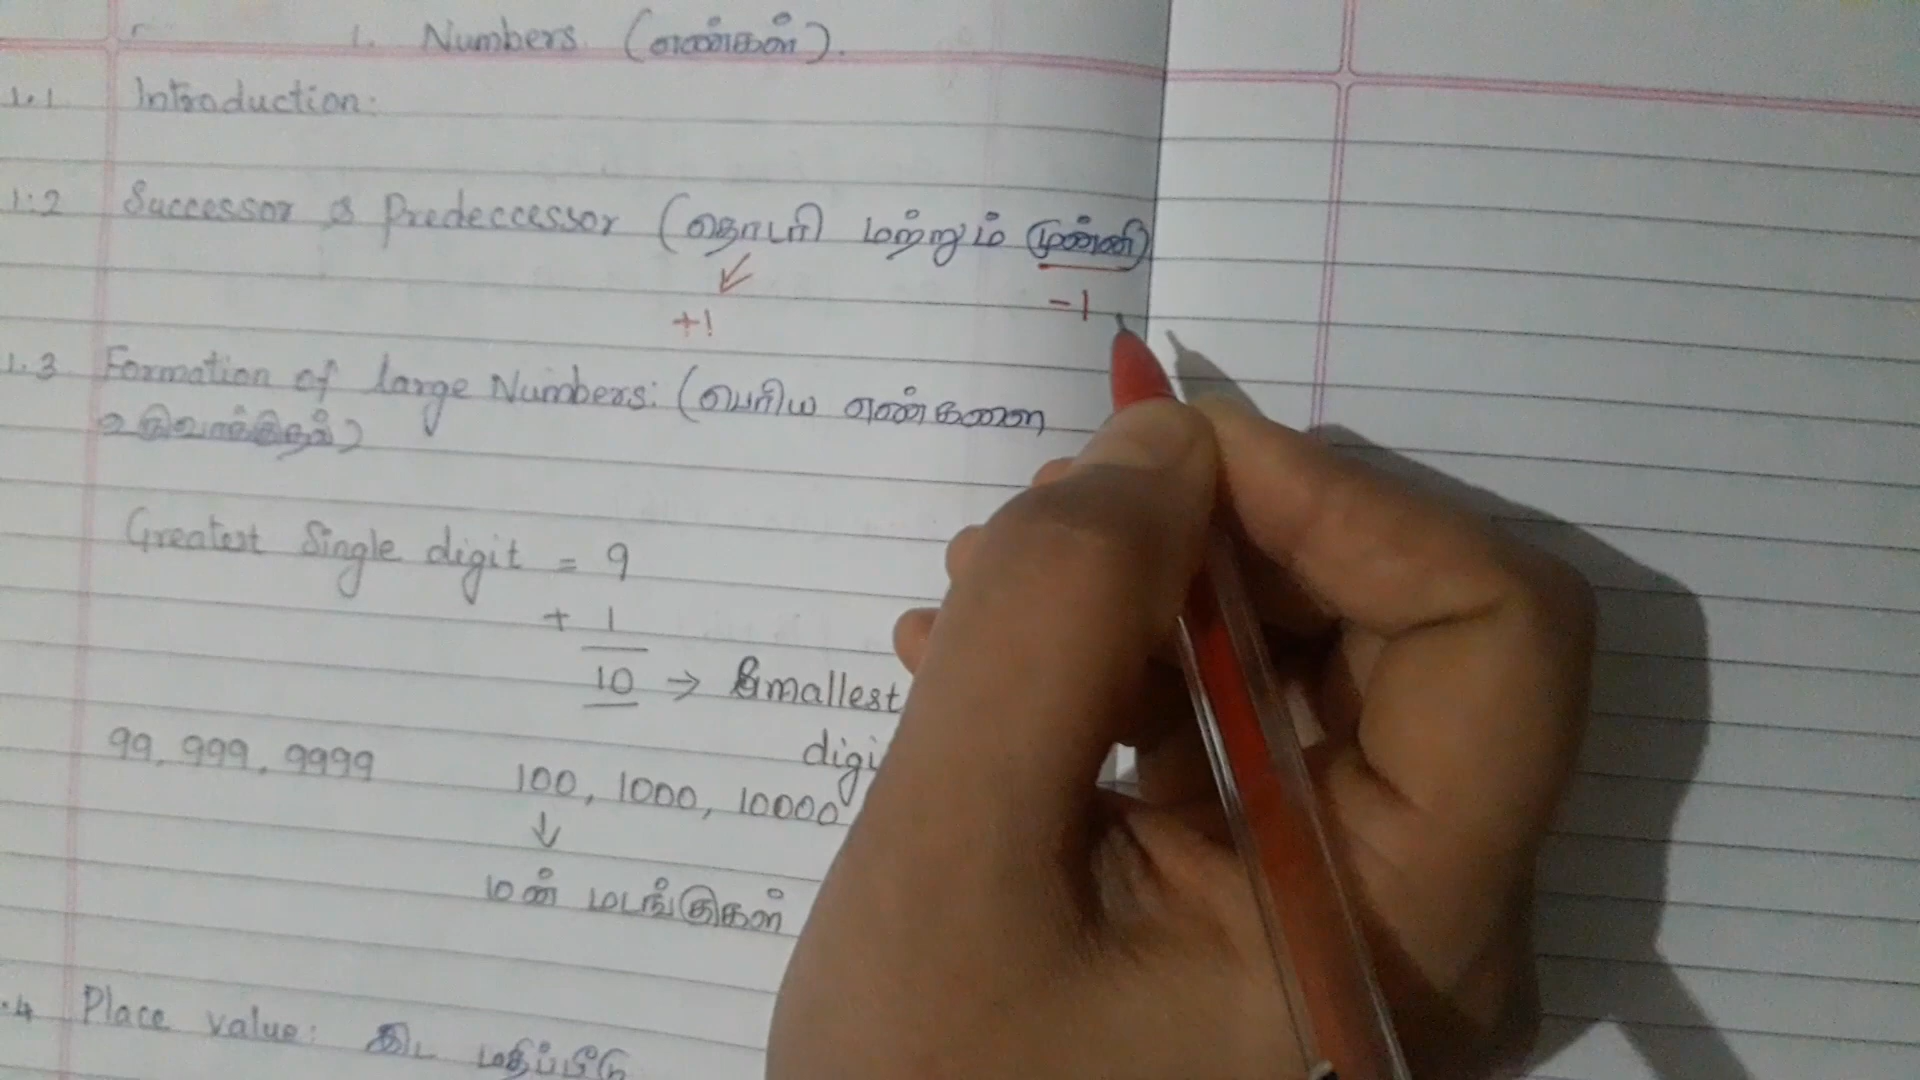 1. Numbers (எண்கள்).
1.1 Introduction:
1.2 Successor & Predeccessor (தொடரி மற்றும் முன்னி)
+1 -1
1.3 Formation of large Numbers: (பெரிய எண்களை
உருவாக்குதல்)
Greatest Single digit = 9
+ 1
10 → Smallest
digi
99, 999, 9999 100, 1000, 10000
↓
மடங்குகள்
.4 Place value: இட மதிப்பீடு